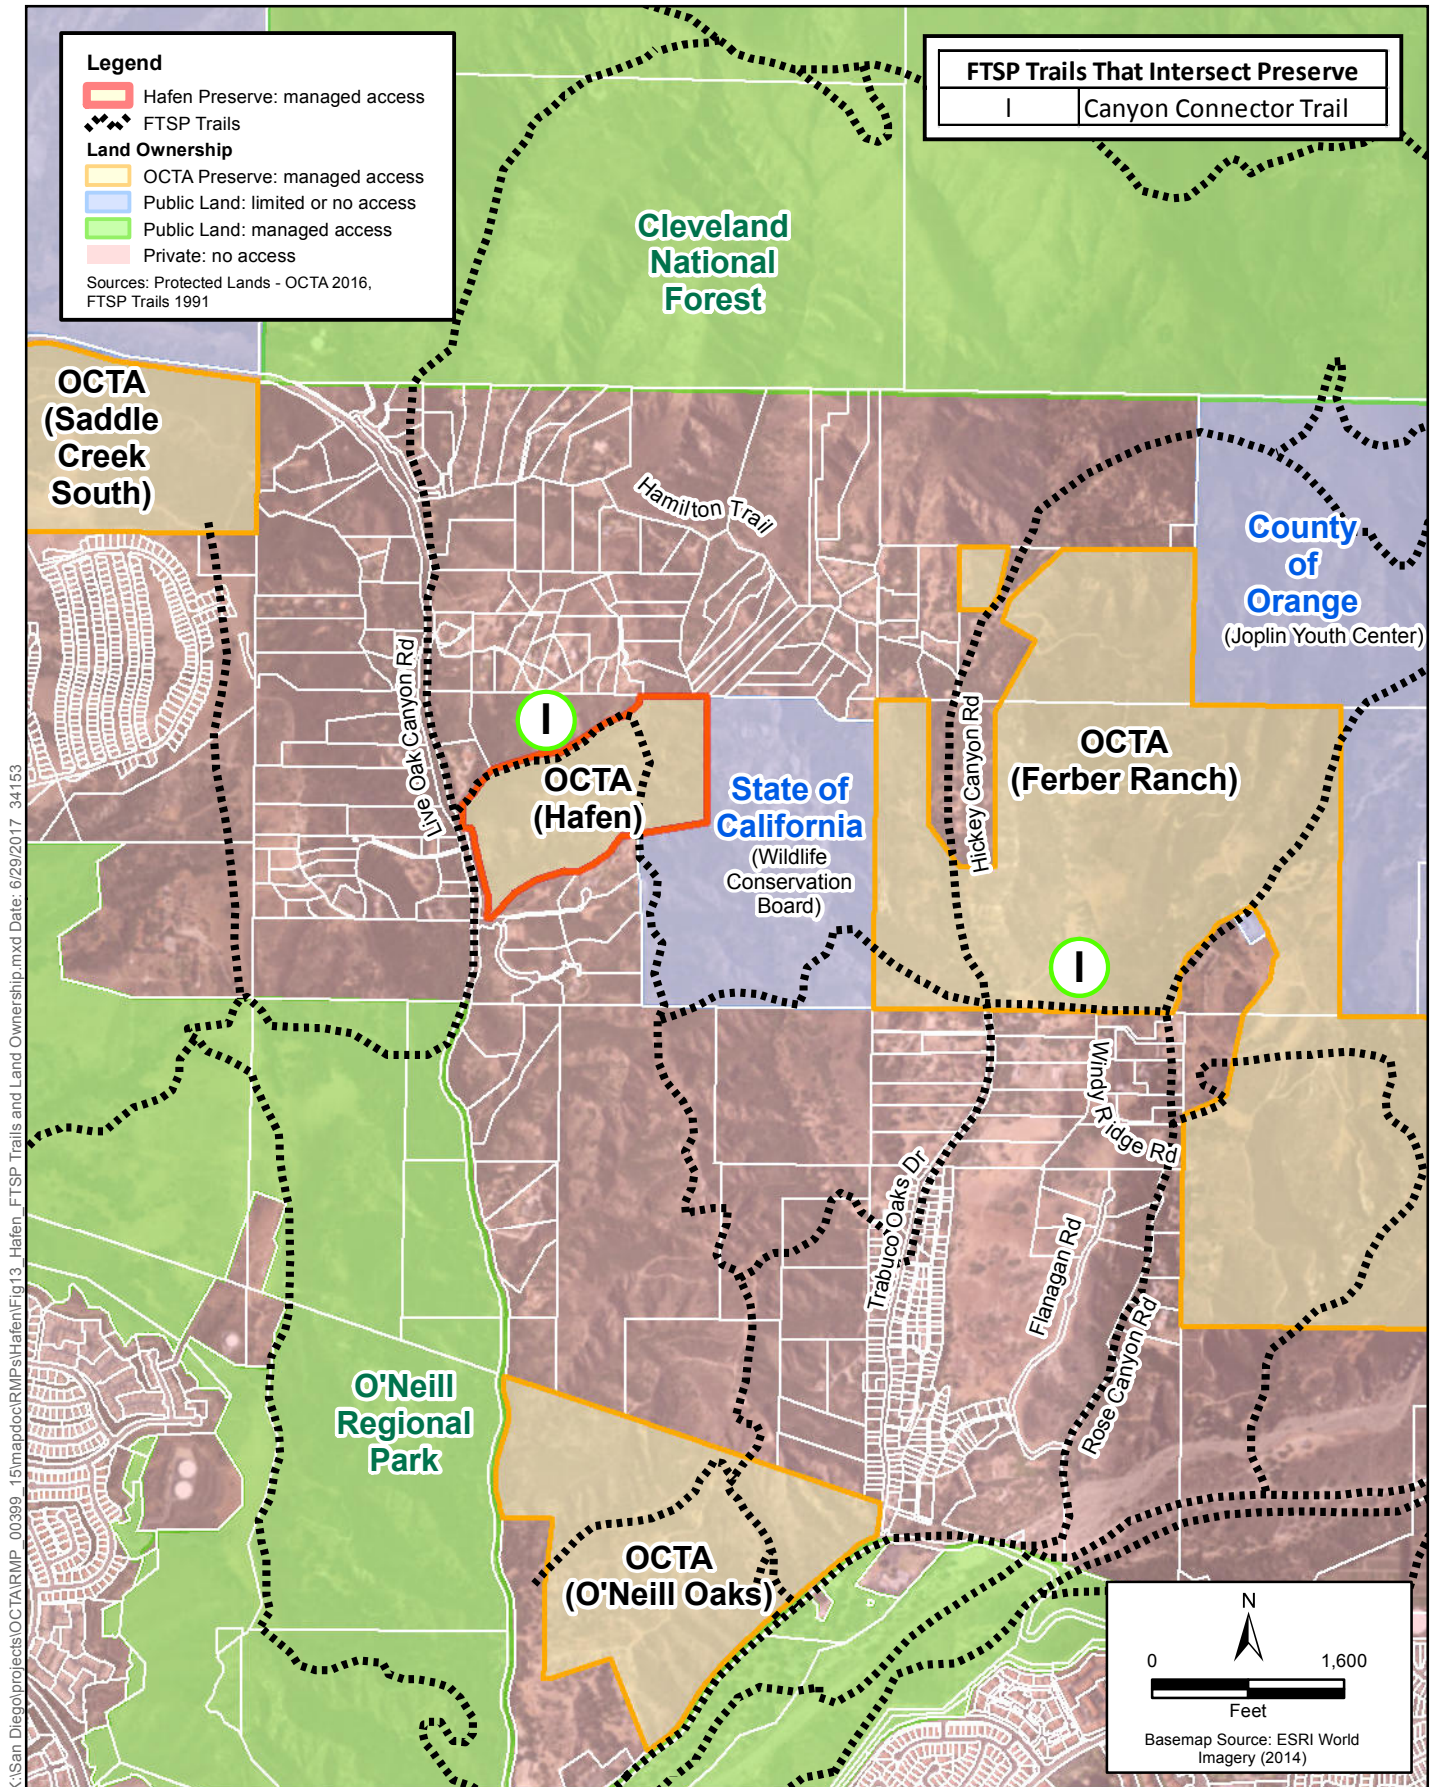 Legend
Hafen Preserve: managed access
FTSP Trails
Land Ownership
OCTA Preserve: managed access
Public Land: limited or no access
Public Land: managed access
Private: no access
Sources: Protected Lands - OCTA 2016,
FTSP Trails 1991
FTSP Trails That Intersect Preserve
I Canyon Connector Trail
Cleveland
National
Forest
OCTA
(Saddle
Creek
South)
Hamilton Trail
County
of
Orange
(Joplin Youth Center)
Live Oak Canyon Rd
I
OCTA
(Hafen)
State of
California
(Wildlife
Conservation
Board)
Hickey Canyon Rd
OCTA
(Ferber Ranch)
I
Windy Ridge Rd
Trabuco Oaks Dr
Flanagan Rd
Rose Canyon Rd
O'Neill
Regional
Park
OCTA
(O'Neill Oaks)
N
0 1,600
Feet
Basemap Source: ESRI World
Imagery (2014)
K:\San Diego\projects\OCTA\RMP_00399_15\mapdoc\RMPs\Hafen\Fig13_Hafen_FTSP Trails and Land Ownership.mxd Date: 6/29/2017 34153